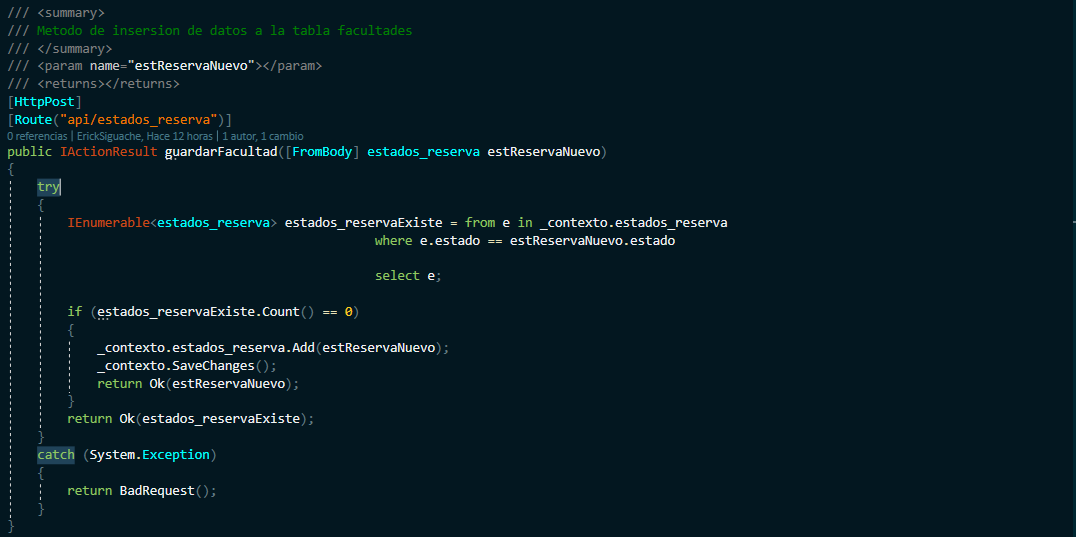 /// <summary>
/// Metodo de insersion de datos a la tabla facultades
/// </summary>
/// <param name="estReservaNuevo"></param>
/// <returns></returns>
[HttpPost]
[Route("api/estados_reserva")]
0 referencias | ErickSiguache, Hace 12 horas | 1 autor, 1 cambio
public IActionResult guardarFacultad([FromBody] estados_reserva estReservaNuevo)
{
try
{
IEnumerable<estados_reserva> estados_reservaExiste = from e in _contexto.estados_reserva
where e.estado == estReservaNuevo.estado
select e;
if (estados_reservaExiste.Count() == 0)
{
_contexto.estados_reserva.Add(estReservaNuevo);
_contexto.SaveChanges();
return Ok(estReservaNuevo);
}
return Ok(estados_reservaExiste);
}
catch (System.Exception)
{
return BadRequest();
}
}